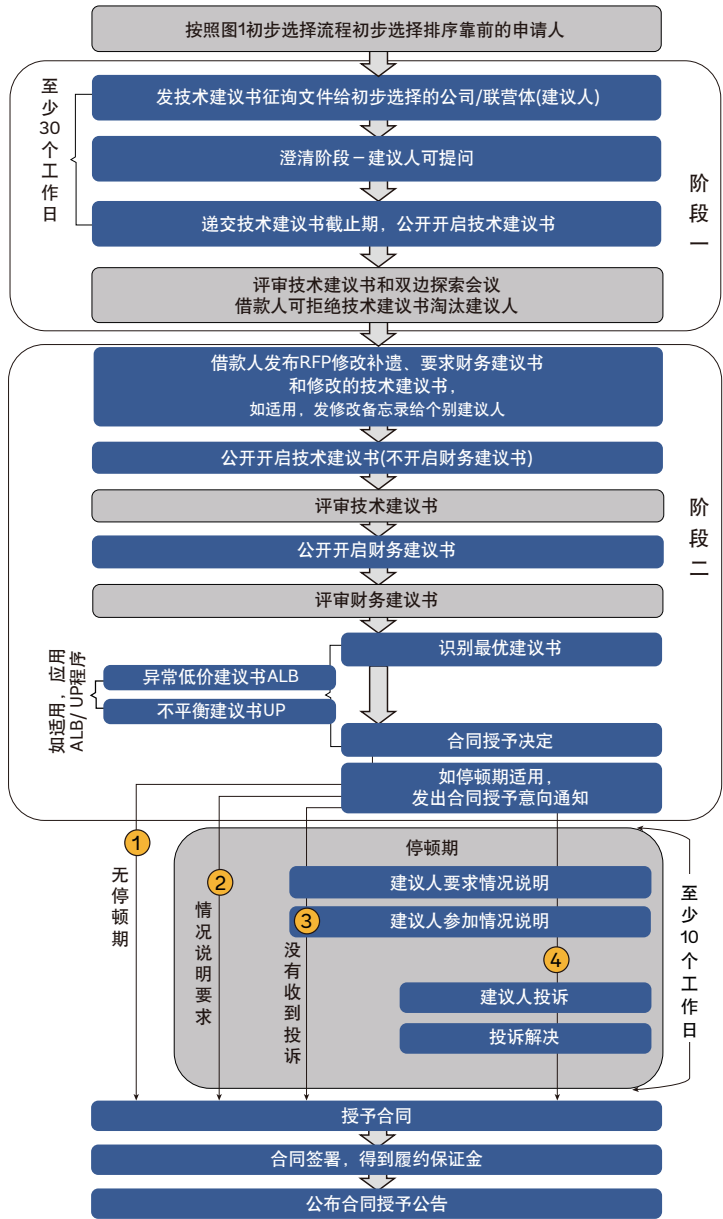 按照图1初步选择流程初步选择排序靠前的申请人
至少30个工作日
发技术建议书征询文件给初步选择的公司/联营体(建议人)
澄清阶段－建议人可提问
递交技术建议书截止期，公开开启技术建议书
阶段一
评审技术建议书和双边探索会议
借款人可拒绝技术建议书淘汰建议人
借款人发布RFP修改补遗、要求财务建议书
和修改的技术建议书，
如适用，发修改备忘录给个别建议人
公开开启技术建议书(不开启财务建议书)
评审技术建议书
阶段二
公开开启财务建议书
评审财务建议书
识别最优建议书
如适用，应用
ALB/ UP程序
异常低价建议书ALB
不平衡建议书UP
合同授予决定
如停顿期适用，
发出合同授予意向通知
1
无停顿期
停顿期
2
情况说明要求
建议人要求情况说明
3
建议人参加情况说明
没有收到投诉
4
建议人投诉
投诉解决
至少10个工作日
授予合同
合同签署，得到履约保证金
公布合同授予公告